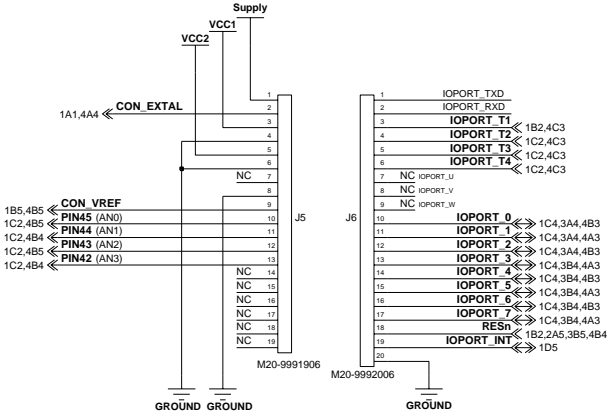 Supply
VCC1
VCC2
1 IOPORT_TXD
2 IOPORT_RXD
3 IOPORT_T1 1B2,4C3
4 IOPORT_T2 1C2,4C3
5 IOPORT_T3 1C2,4C3
6 IOPORT_T4 1C2,4C3
7 NC IOPORT_U
8 NC IOPORT_V
9 NC IOPORT_W
10 IOPORT_0 1C4,3A4,4B3
11 IOPORT_1 1C4,3A4,4A3
12 IOPORT_2 1C4,3A4,4B3
13 IOPORT_3 1C4,3B4,4A3
14 IOPORT_4 1C4,3B4,4B3
15 IOPORT_5 1C4,3B4,4A3
16 IOPORT_6 1C4,3B4,4B3
17 IOPORT_7 1C4,3B4,4A3
18 RESn 1B2,2A5,3B5,4B4
19 IOPORT_INT 1D5
20
J6
M20-9992006
GROUND
1
1A1,4A4 CON_EXTAL 2
3
4
5
6
NC 7
8
1B5,4B5 CON_VREF 9
1C2,4B5 PIN45 (AN0) 10
1C2,4B4 PIN44 (AN1) 11
1C2,4B5 PIN43 (AN2) 12
1C2,4B4 PIN42 (AN3) 13
NC 14
NC 15
NC 16
NC 17
NC 18
NC 19
J5
M20-9991906
GROUND GROUND